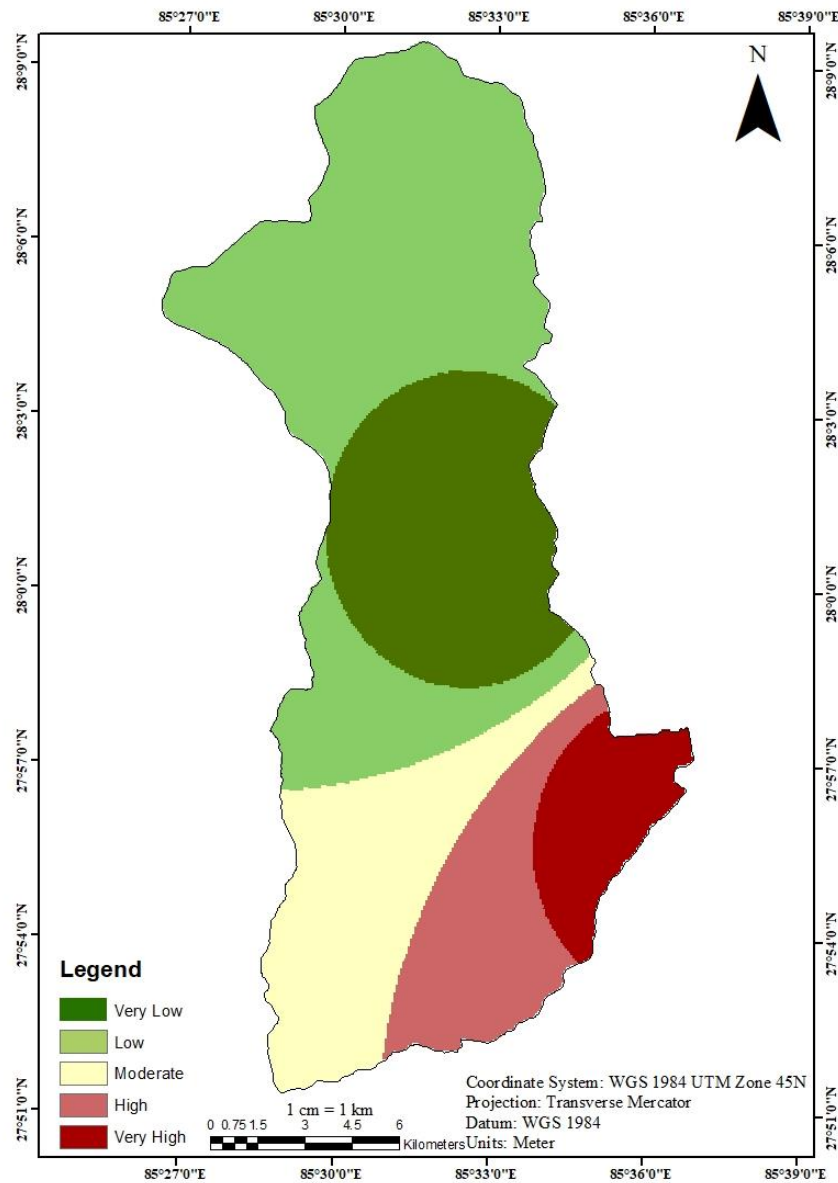 85°27'0"E 85°30'0"E 85°33'0"E 85°36'0"E 85°39'0"E
N
28°9'0"N 28°9'0"N
28°6'0"N 28°6'0"N
28°3'0"N 28°3'0"N
28°0'0"N 28°0'0"N
27°57'0"N 27°57'0"N
27°54'0"N 27°54'0"N
27°51'0"N 27°51'0"N
Legend
Very Low
Low
Moderate
High
Very High
1 cm = 1 km
0 0.75 1.5 3 4.5 6
Kilometers
Coordinate System: WGS 1984 UTM Zone 45N
Projection: Transverse Mercator
Datum: WGS 1984
Units: Meter
85°27'0"E 85°30'0"E 85°33'0"E 85°36'0"E 85°39'0"E